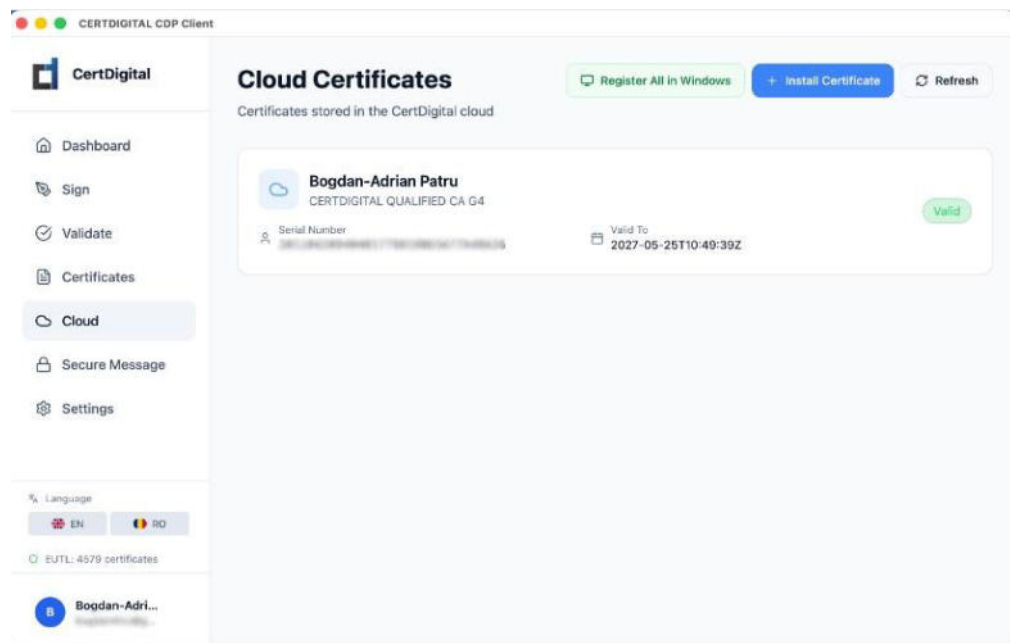 CERTDIGITAL CDP Client
CertDigital
Dashboard
Sign
Validate
Certificates
Cloud
Secure Message
Settings
Language
EN RO
EUTL: 4579 certificates
B
Bogdan-Adri...
Cloud Certificates
Certificates stored in the CertDigital cloud
Register All in Windows
+ Install Certificate
Refresh
Bogdan-Adrian Patru
CERTDIGITAL QUALIFIED CA G4
Serial Number
Valid To
2027-05-25T10:49:39Z
Valid